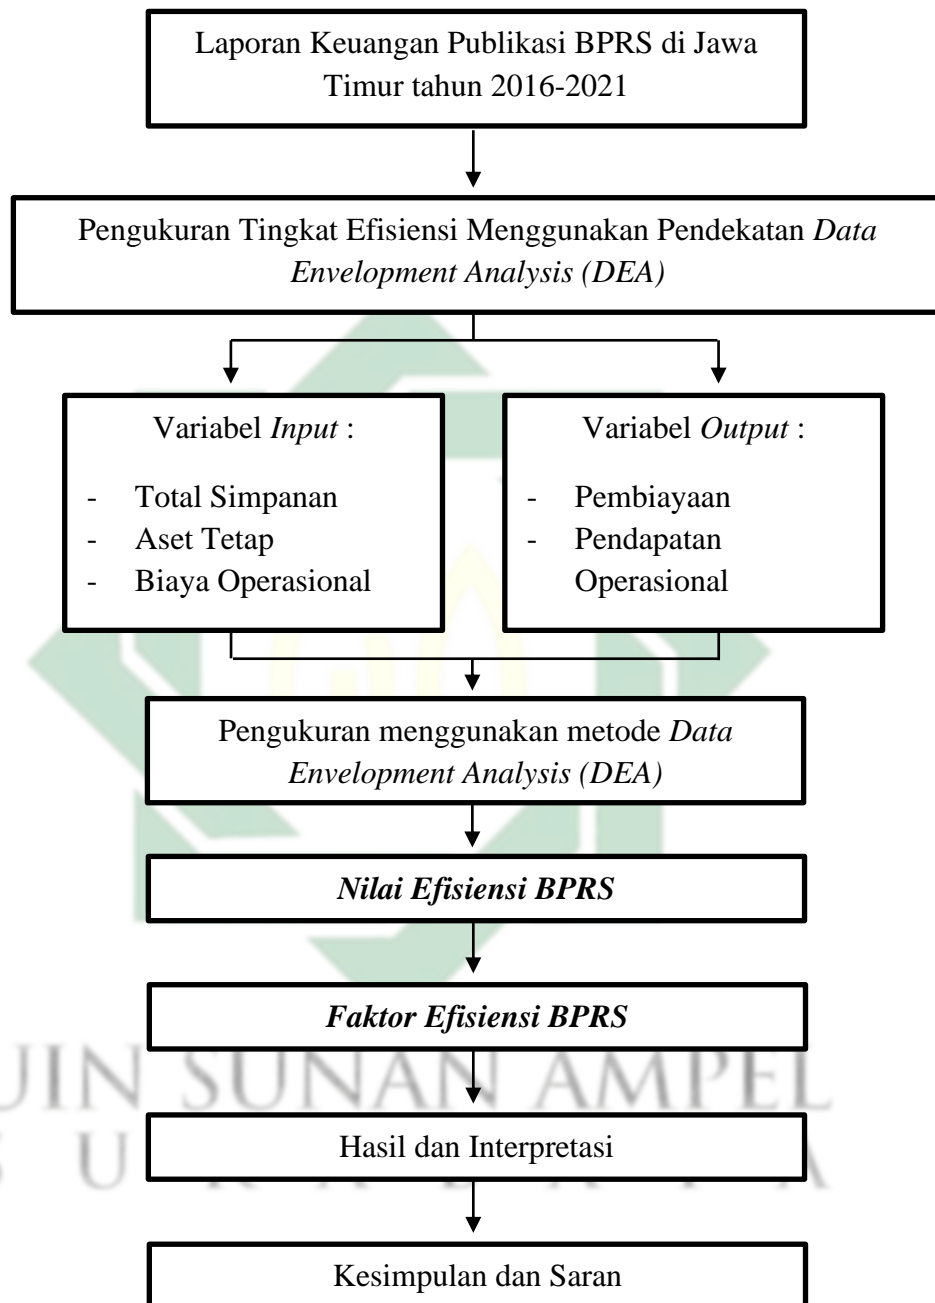 Laporan Keuangan Publikasi BPRS di Jawa
Timur tahun 2016-2021
Pengukuran Tingkat Efisiensi Menggunakan Pendekatan Data
Envelopment Analysis (DEA)
Variabel Input :
- Total Simpanan
- Aset Tetap
- Biaya Operasional
Variabel Output :
- Pembiayaan
- Pendapatan
Operasional
Pengukuran menggunakan metode Data
Envelopment Analysis (DEA)
Nilai Efisiensi BPRS
Faktor Efisiensi BPRS
UIN SUNAN AMPEL
Hasil dan Interpretasi
Kesimpulan dan Saran